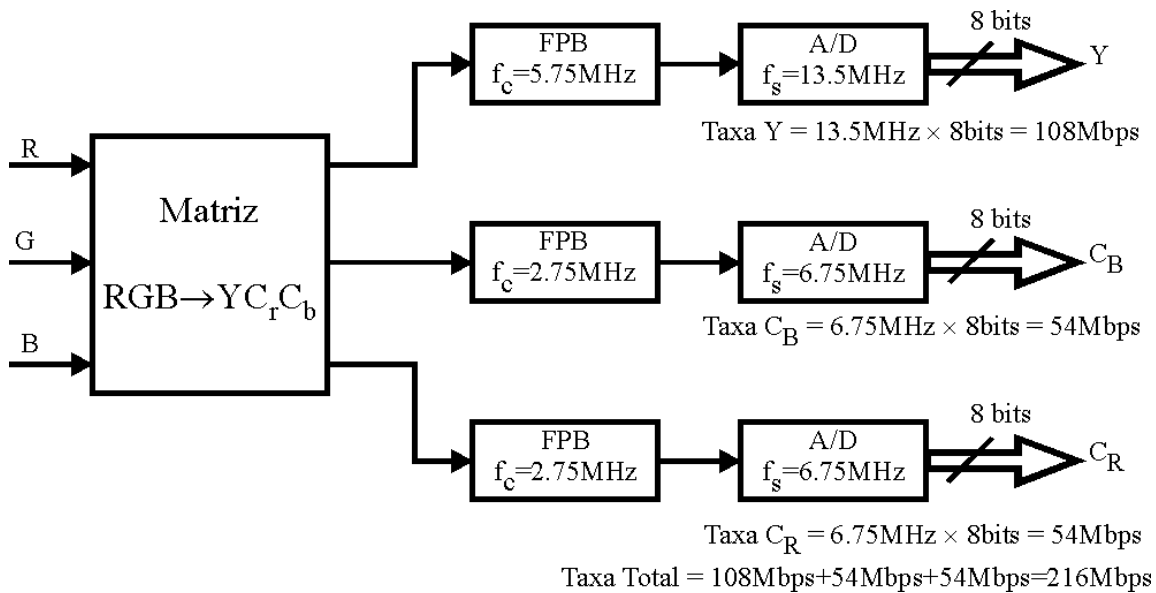 R
G
B
Matriz
RGB→YCrCb
FPB
fc=5.75MHz
A/D
fs=13.5MHz
8 bits
Y
Taxa Y = 13.5MHz × 8bits = 108Mbps
FPB
fc=2.75MHz
A/D
fs=6.75MHz
8 bits
CB
Taxa CB = 6.75MHz × 8bits = 54Mbps
FPB
fc=2.75MHz
A/D
fs=6.75MHz
8 bits
CR
Taxa CR = 6.75MHz × 8bits = 54Mbps
Taxa Total = 108Mbps+54Mbps+54Mbps=216Mbps